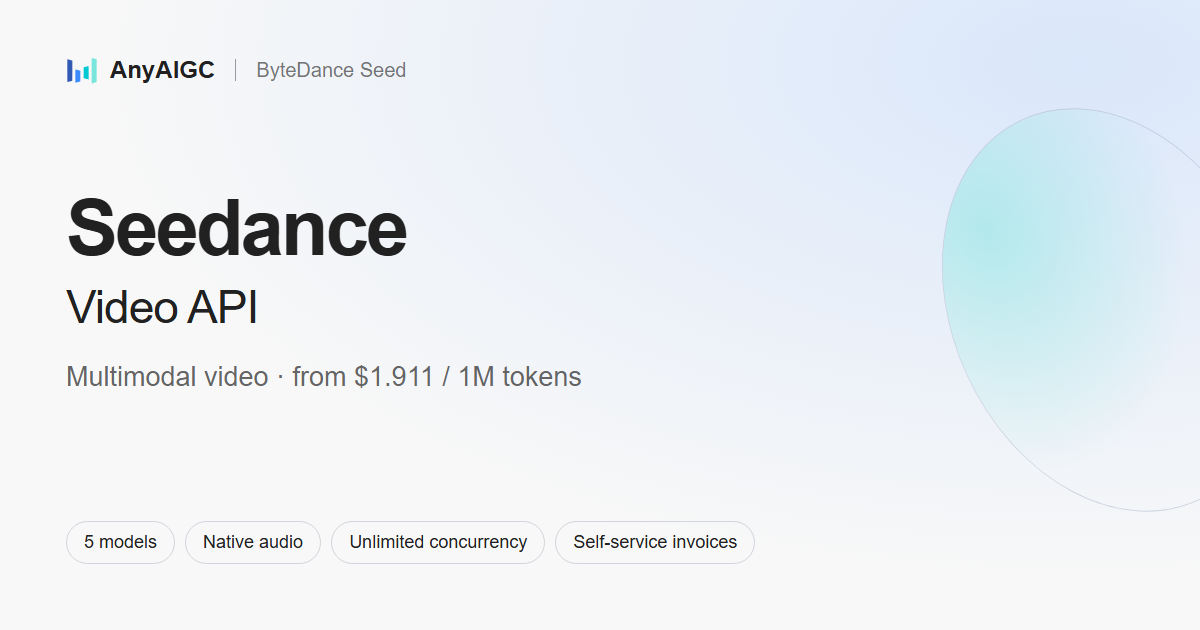 AnyAIGC | ByteDance Seed
Seedance
Video API
Multimodal video · from $1.911 / 1M tokens
5 models
Native audio
Unlimited concurrency
Self-service invoices